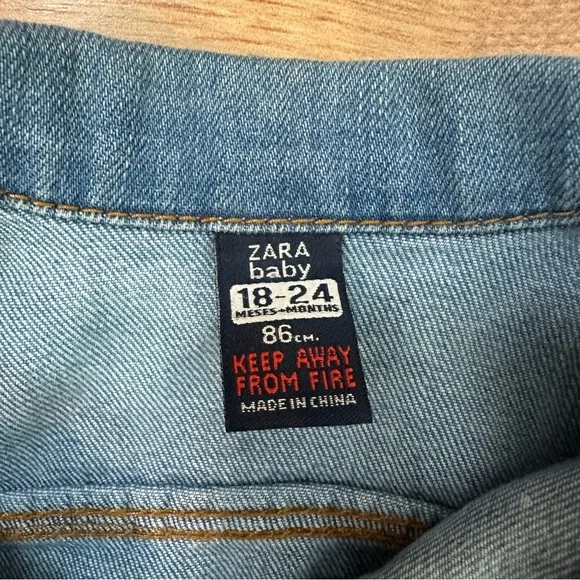 ZARA
baby
18-24
MESES-MONTHS
86CM.
KEEP AWAY
FROM FIRE
MADE IN CHINA